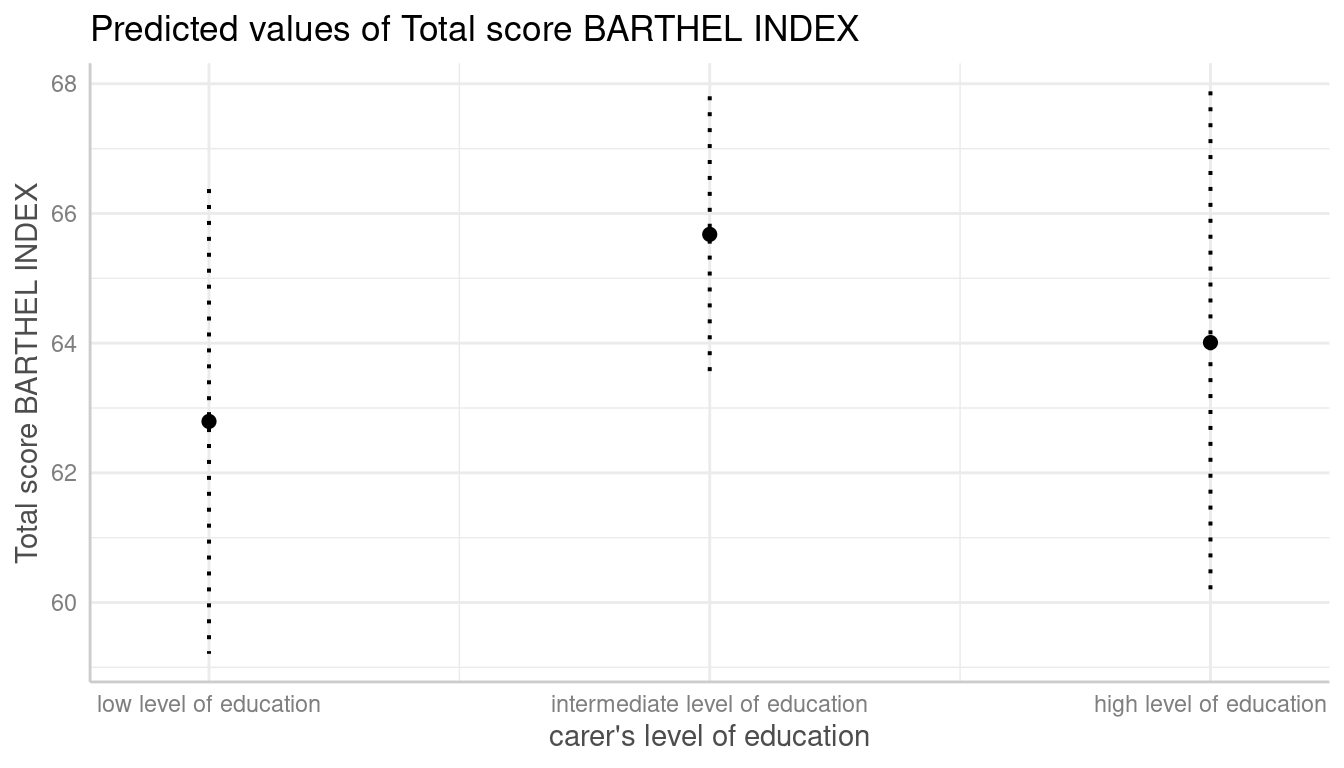 Predicted values of Total score BARTHEL INDEX
Total score BARTHEL INDEX
68
66
64
62
60
low level of education
intermediate level of education
high level of education
carer's level of education